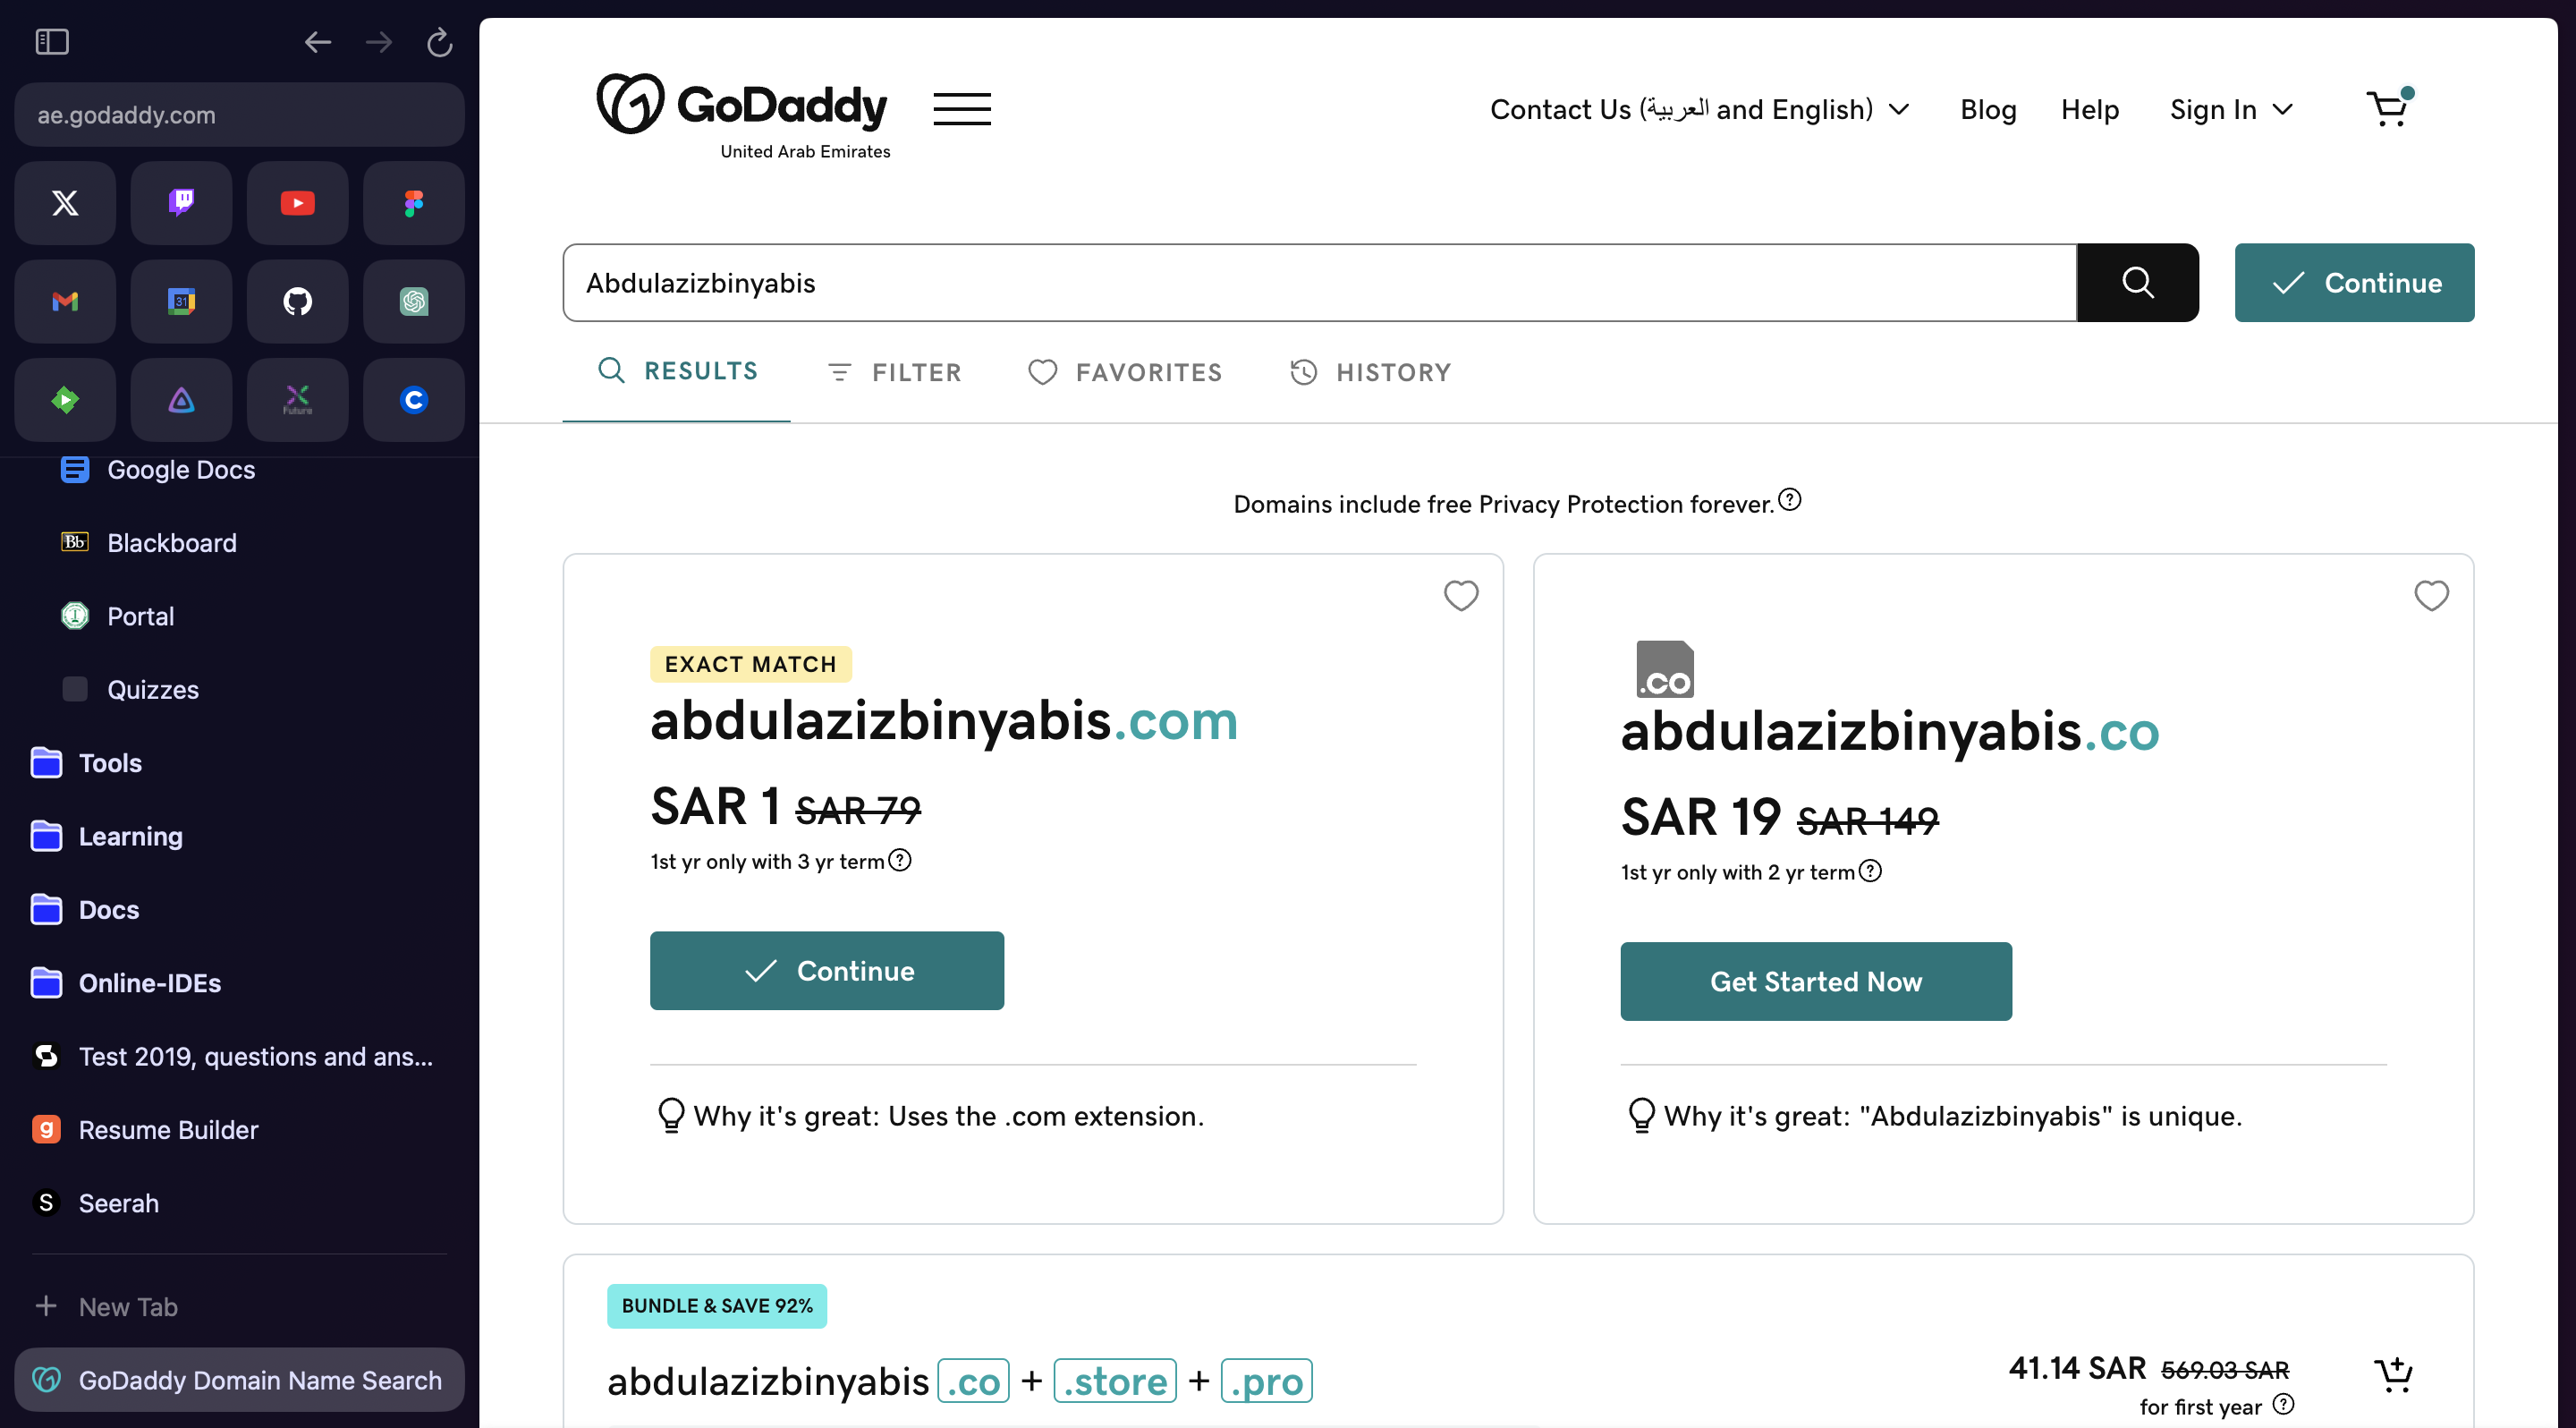 ae.godaddy.com
31
Futura
Google Docs
Bb
Blackboard
Portal
Quizzes
Tools
Learning
Docs
Online-IDEs
Test 2019, questions and ans...
g
Resume Builder
S
Seerah
New Tab
GoDaddy Domain Name Search
GoDaddy
United Arab Emirates
Contact Us (العربية and English)
Blog
Help
Sign In
Abdulazizbinyabis
Continue
RESULTS
FILTER
FAVORITES
HISTORY
Domains include free Privacy Protection forever.
EXACT MATCH
abdulazizbinyabis.com
SAR 1 SAR 79
1st yr only with 3 yr term
Continue
Why it's great: Uses the .com extension.
.co
abdulazizbinyabis.co
SAR 19 SAR 149
1st yr only with 2 yr term
Get Started Now
Why it's great: "Abdulazizbinyabis" is unique.
BUNDLE & SAVE 92%
abdulazizbinyabis .co + .store + .pro
41.14 SAR 569.03 SAR
for first year